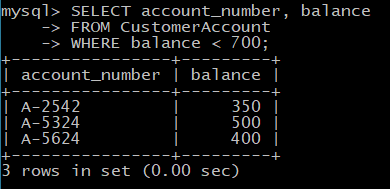 mysql> SELECT account_number, balance
    -> FROM CustomerAccount
    -> WHERE balance < 700;
+----------------+---------+
| account_number | balance |
+----------------+---------+
| A-2542         |     350 |
| A-5324         |     500 |
| A-5624         |     400 |
+----------------+---------+
3 rows in set (0.00 sec)